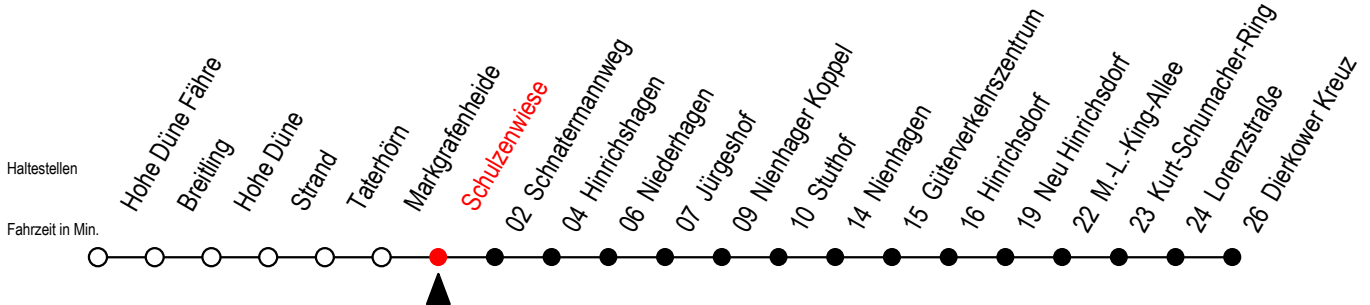 Haltestellen
Hohe Düne Fähre
Breitling
Hohe Düne
Strand
Taterhörn
Markgrafenheide
Schulzenwiese
02 Schnatermannweg
04 Hinrichshagen
06 Niederhagen
07 Jürgeshof
09 Nienhager Koppel
10 Stuthof
14 Nienhagen
15 Güterverkehrszentrum
16 Hinrichsdorf
19 Neu Hinrichsdorf
22 M.-L.-King-Allee
23 Kurt-Schumacher-Ring
24 Lorenzstraße
26 Dierkower Kreuz
Fahrzeit in Min.